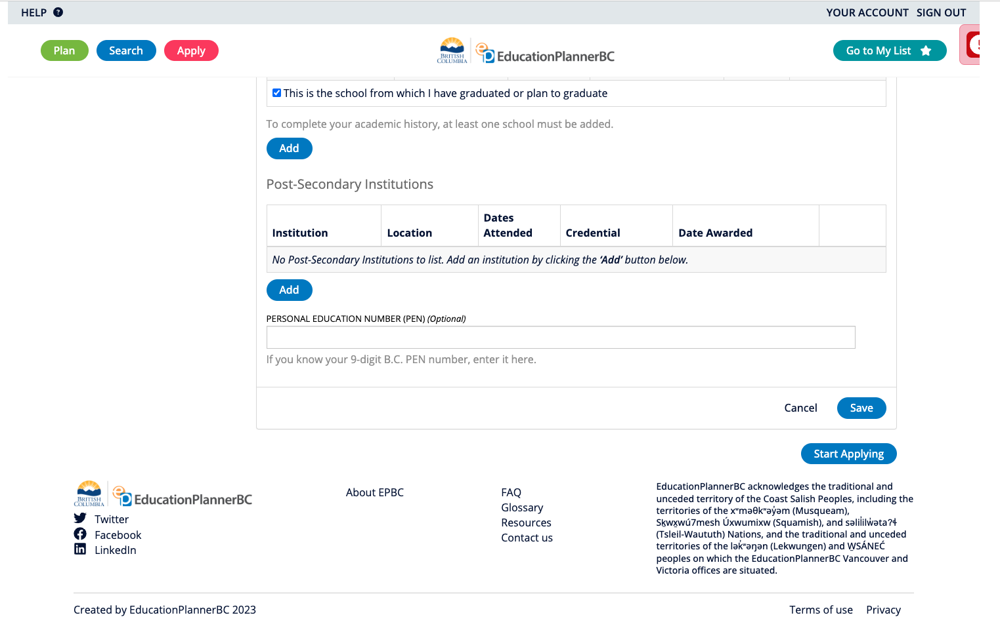 HELP ?
YOUR ACCOUNT SIGN OUT
Plan Search Apply
BRITISH
COLUMBIA
EducationPlannerBC
Go to My List
This is the school from which I have graduated or plan to graduate
To complete your academic history, at least one school must be added.
Add
Post-Secondary Institutions
Institution Location Dates Attended Credential Date Awarded
No Post-Secondary Institutions to list. Add an institution by clicking the ‘Add’ button below.
Add
PERSONAL EDUCATION NUMBER (PEN) (Optional)
If you know your 9-digit B.C. PEN number, enter it here.
Cancel Save
Start Applying
BRITISH
COLUMBIA
EducationPlannerBC
Twitter
Facebook
LinkedIn
About EPBC
FAQ
Glossary
Resources
Contact us
EducationPlannerBC acknowledges the traditional and
unceded territory of the Coast Salish Peoples, including the
territories of the xʷməθkʷəy̓əm (Musqueam),
Sḵwx̱wú7mesh Úxwumixw (Squamish), and səlilil̓w̓ətaʔɬ
(Tsleil-Waututh) Nations, and the traditional and unceded
territories of the lək̓ʷəŋən (Lekwungen) and W̱SÁNEĆ
peoples on which the EducationPlannerBC Vancouver and
Victoria offices are situated.
Created by EducationPlannerBC 2023
Terms of use Privacy